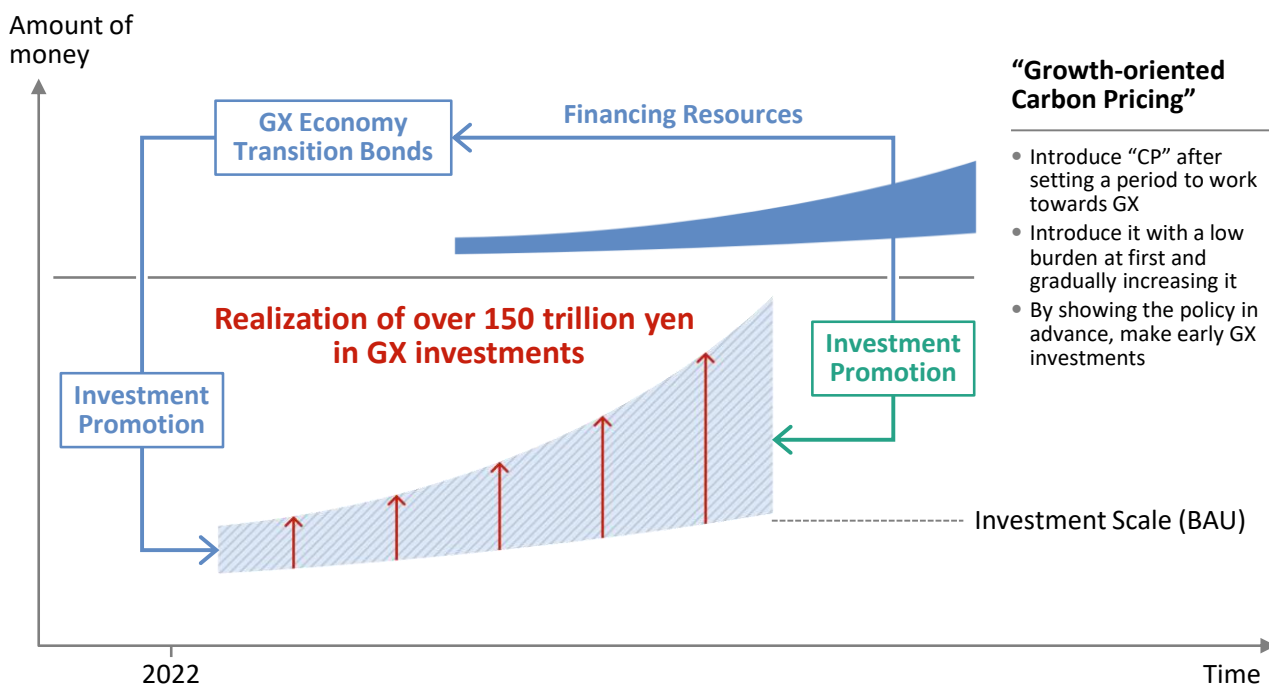 Amount of
money
GX Economy
Transition Bonds
Financing Resources
Realization of over 150 trillion yen
in GX investments
Investment
Promotion
Investment
Promotion
Investment Scale (BAU)
2022
Time
“Growth-oriented
Carbon Pricing”
• Introduce “CP” after
setting a period to work
towards GX
• Introduce it with a low
burden at first and
gradually increasing it
• By showing the policy in
advance, make early GX
investments